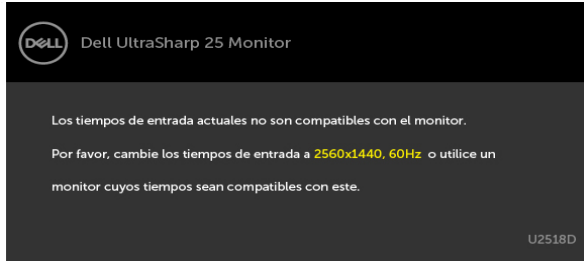 DELL Dell UltraSharp 25 Monitor
Los tiempos de entrada actuales no son compatibles con el monitor.
Por favor, cambie los tiempos de entrada a 2560x1440, 60Hz o utilice un
monitor cuyos tiempos sean compatibles con este.
U2518D